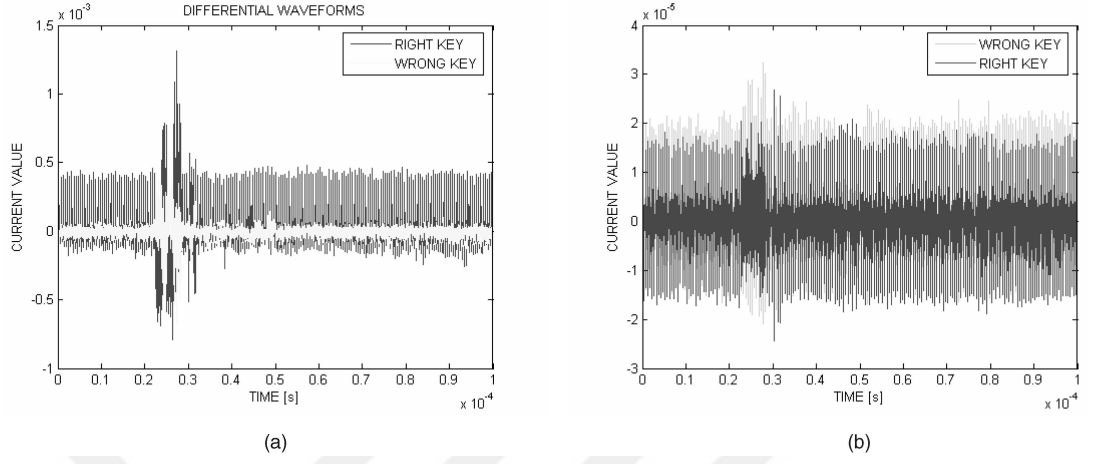 DIFFERENTIAL WAVEFORMS
x 10^-3
1.5
1
0.5
0
-0.5
-1
CURRENT VALUE
RIGHT KEY
WRONG KEY
0 0.1 0.2 0.3 0.4 0.5 0.6 0.7 0.8 0.9 1
TIME [s]
x 10^-4
(a)
x 10^-5
4
3
2
1
0
-1
-2
-3
CURRENT VALUE
WRONG KEY
RIGHT KEY
0 0.1 0.2 0.3 0.4 0.5 0.6 0.7 0.8 0.9 1
TIME [s]
x 10^-4
(b)